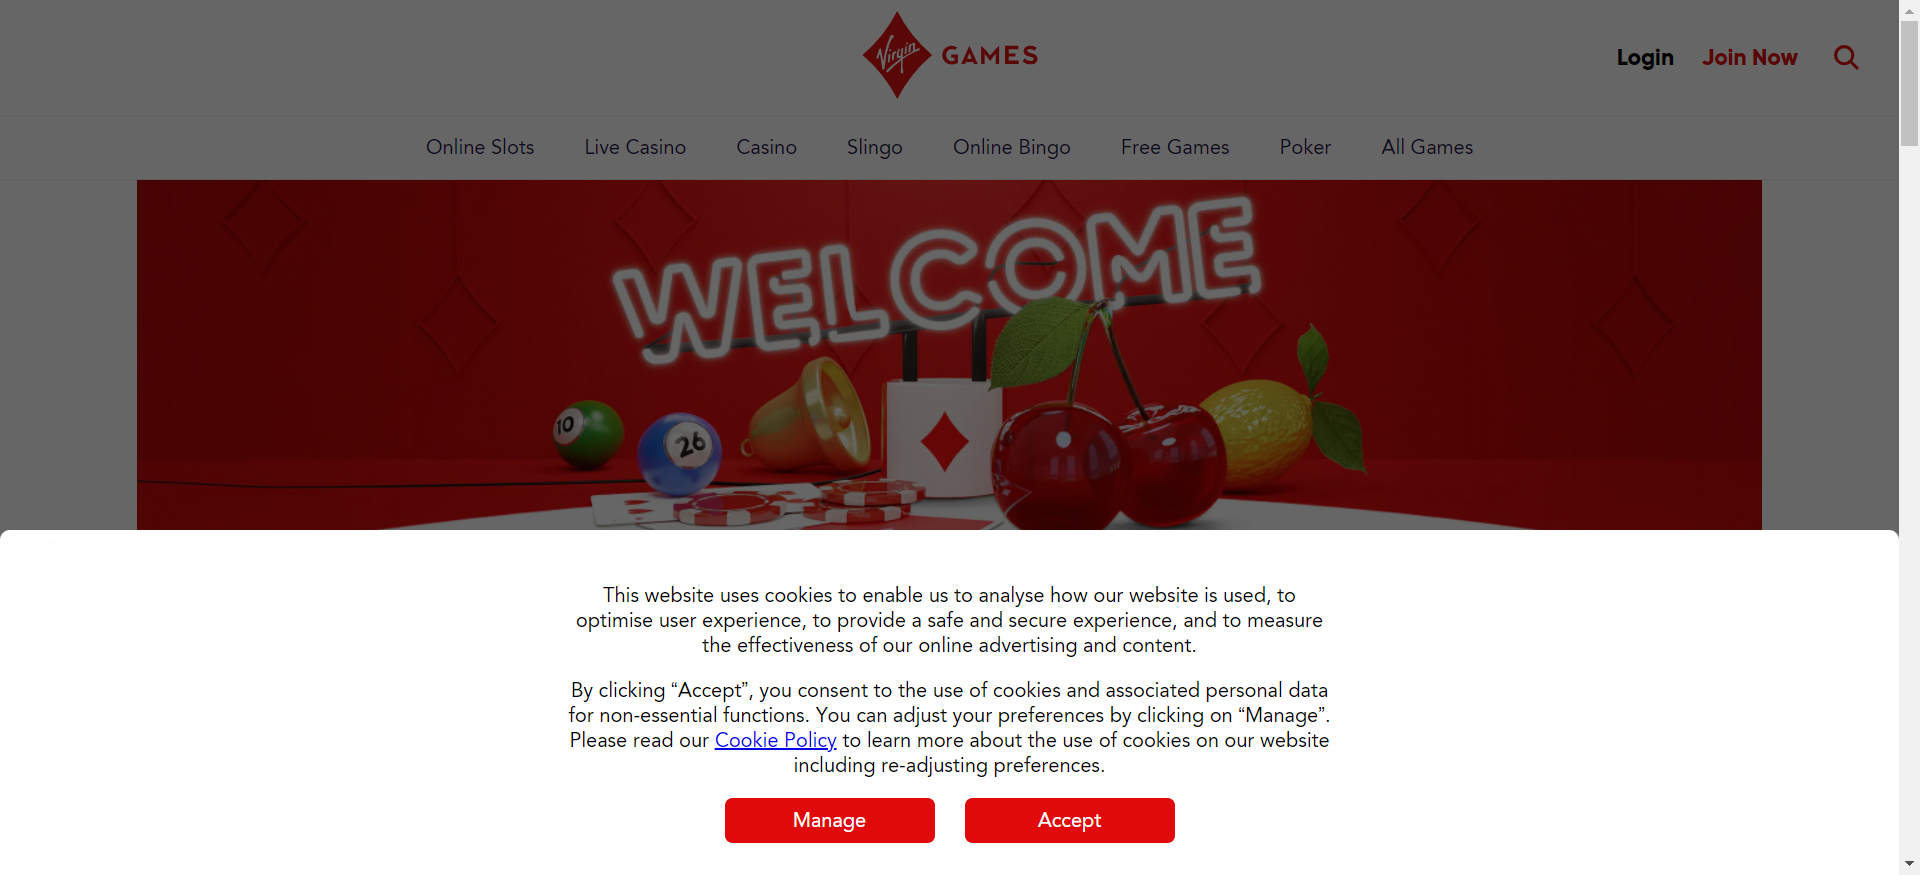 Virgin GAMES
Login Join Now
Online Slots Live Casino Casino Slingo Online Bingo Free Games Poker All Games
WELCOME
10
26
This website uses cookies to enable us to analyse how our website is used, to
optimise user experience, to provide a safe and secure experience, and to measure
the effectiveness of our online advertising and content.
By clicking “Accept”, you consent to the use of cookies and associated personal data
for non-essential functions. You can adjust your preferences by clicking on “Manage”.
Please read our Cookie Policy to learn more about the use of cookies on our website
including re-adjusting preferences.
Manage Accept